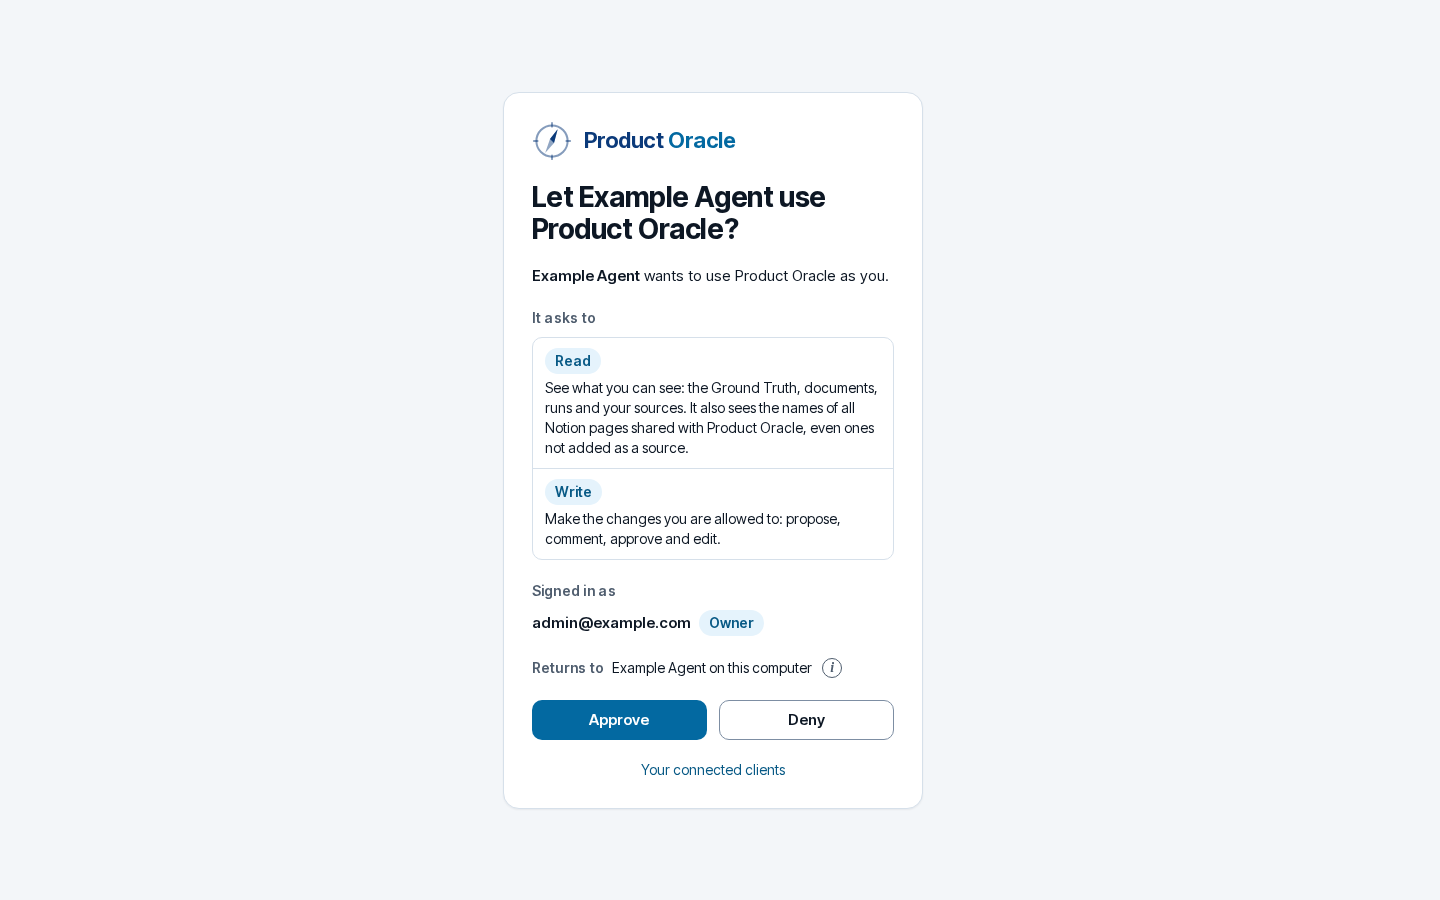 Product Oracle
Let Example Agent use
Product Oracle?
Example Agent wants to use Product Oracle as you.
It asks to
Read
See what you can see: the Ground Truth, documents,
runs and your sources. It also sees the names of all
Notion pages shared with Product Oracle, even ones
not added as a source.
Write
Make the changes you are allowed to: propose,
comment, approve and edit.
Signed in as
admin@example.com Owner
Returns to Example Agent on this computer i
Approve Deny
Your connected clients